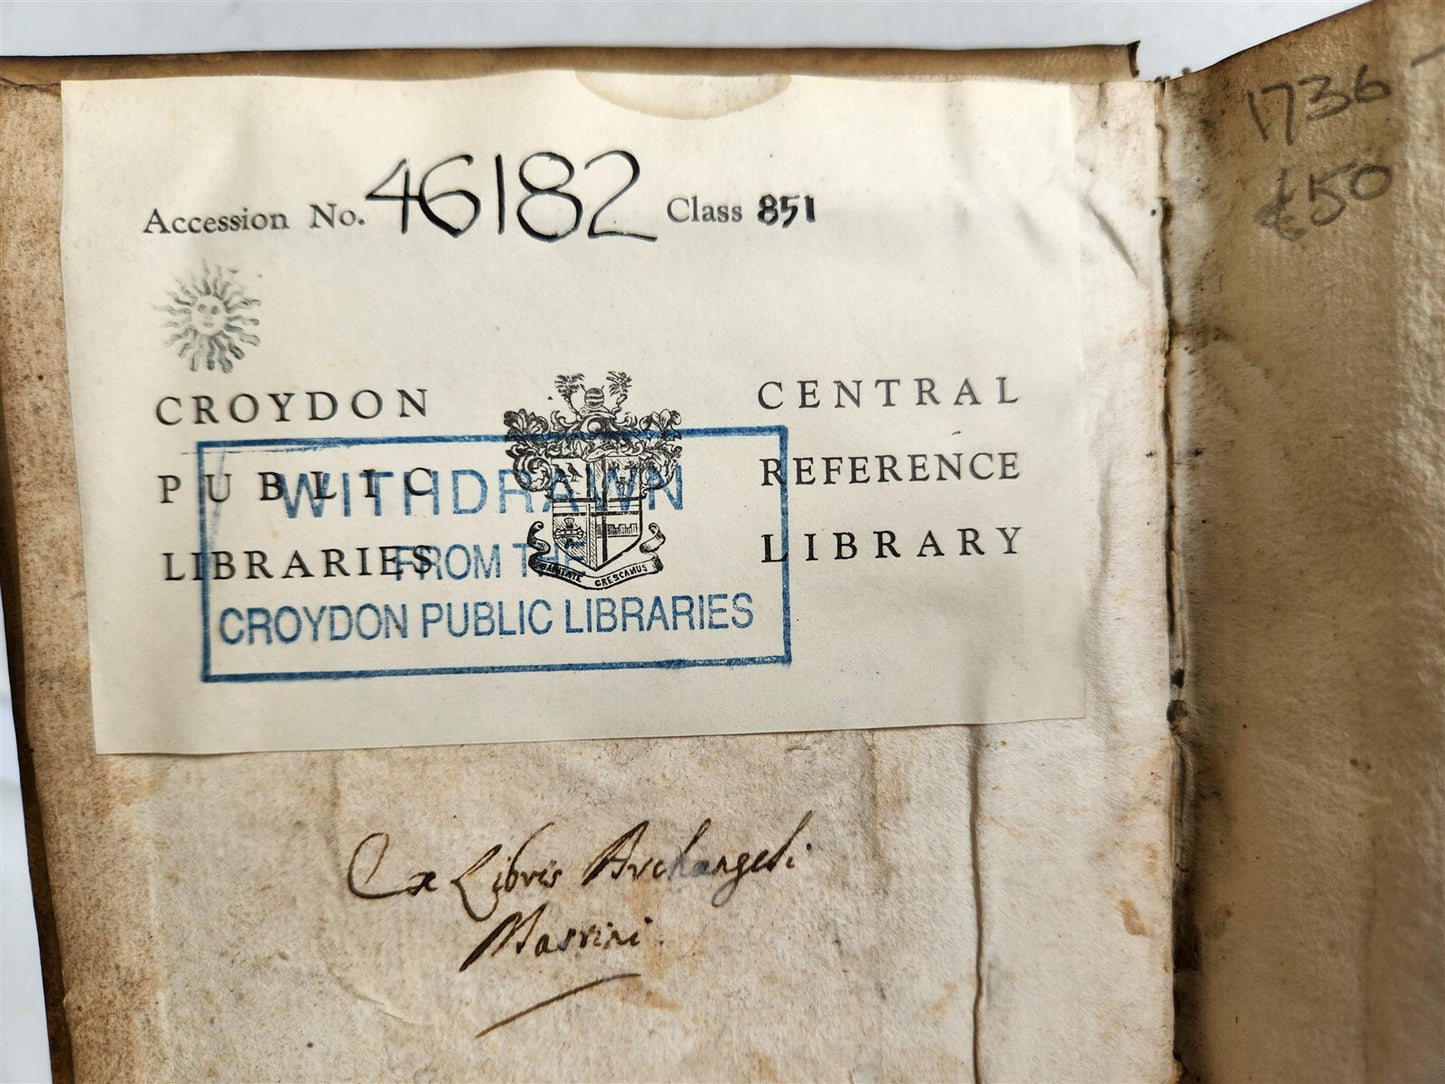 1736
£50
Accession No. 46182 Class 851
CROYDON CENTRAL
PUBLIC REFERENCE
LIBRARIES LIBRARY
CRESCAMUS
WITHDRAWN
FROM THE
CROYDON PUBLIC LIBRARIES
Ex Libris Archangeli